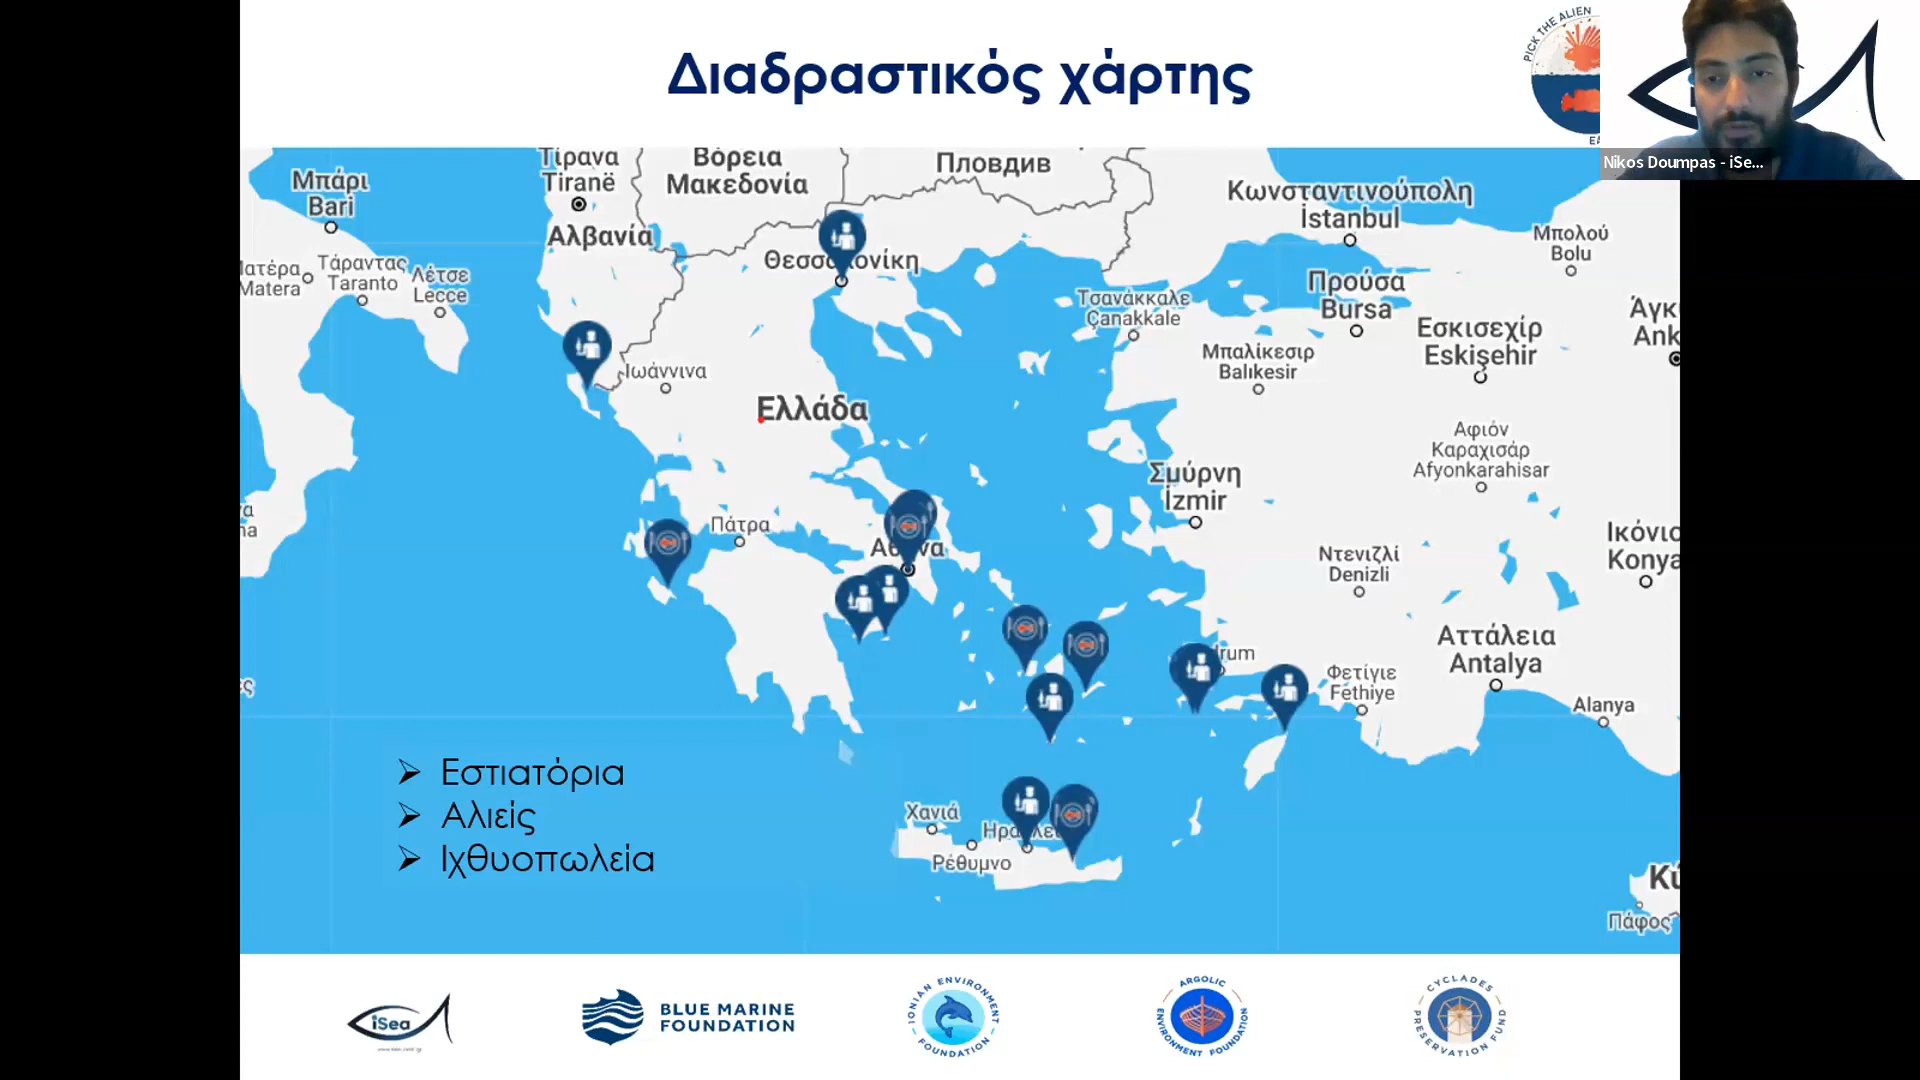 Διαδραστικός χάρτης
PICK THE ALIEN
Nikos Doumpas - iSe...
Τίρανα
Tiranë
Βόρεια
Μακεδονία
Пловдив
Μπάρι
Bari
Κωνσταντινούπολη
İstanbul
Αλβανία
Μπολού
Bolu
Θεσσαλονίκη
Matera
Τάραντας
Taranto
Λέτσε
Lecce
Προύσα
Bursa
Τσανάκκαλε
Çanakkale
Εσκισεχίρ
Eskişehir
Μπαλίκεσιρ
Balıkesir
Ιωάννινα
Ελλάδα
Αφιόν
Καραχισάρ
Afyonkarahisar
Σμύρνη
İzmir
Πάτρα
Αθήνα
Ντενιζλί
Denizli
Konya
Αττάλεια
Antalya
Φετίγιε
Fethiye
Alanya
Χανιά
Ρέθυμνο
Πάφος
➢ Εστιατόρια
➢ Αλιείς
➢ Ιχθυοπωλεία
iSea
BLUE MARINE
FOUNDATION
IONIAN ENVIRONMENT
FOUNDATION
ARGOLIC
ENVIRONMENT FOUNDATION
CYCLADES
PRESERVATION FUND